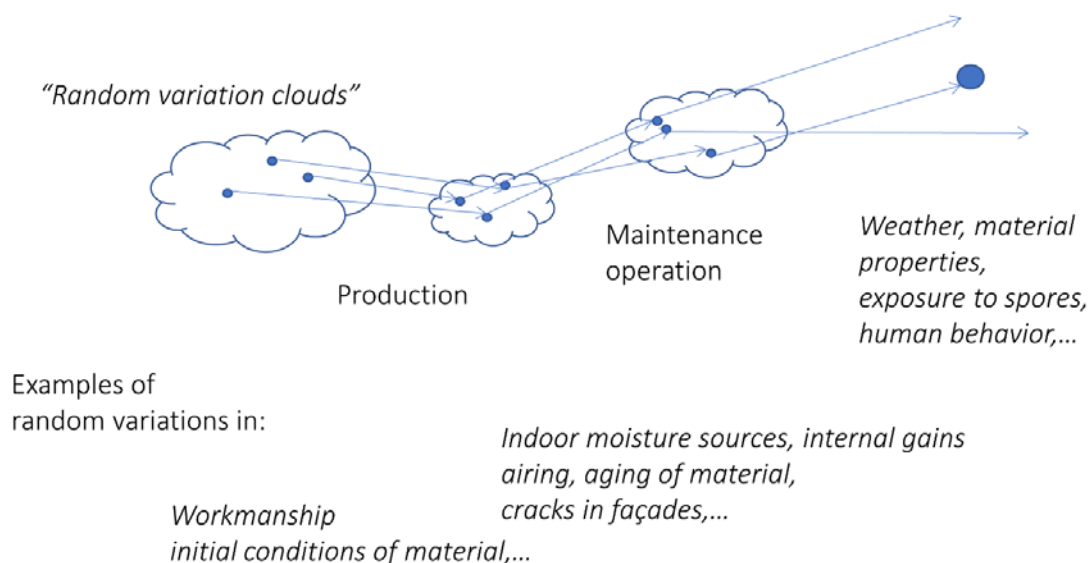 “Random variation clouds”
Maintenance
operation
Production
Weather, material
properties,
exposure to spores,
human behavior,…
Examples of
random variations in:
Indoor moisture sources, internal gains
airing, aging of material,
cracks in façades,…
Workmanship
initial conditions of material,…